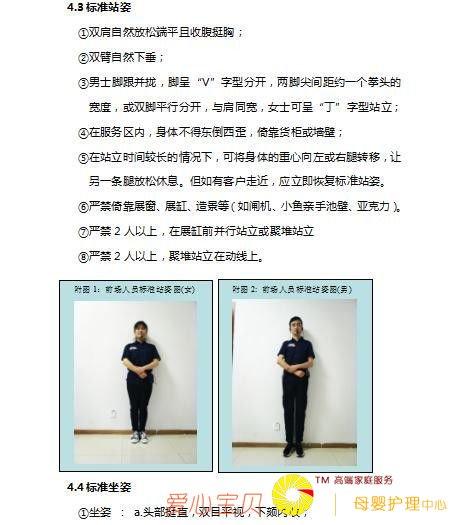 4.3 标准站姿
①双肩自然放松端平且收腹挺胸；
②双臂自然下垂；
③男士脚跟并拢，脚呈“V”字型分开，两脚尖间距约一个拳头的
宽度，或双脚平行分开，与肩同宽，女士可呈“丁”字型站立；
④在服务区内，身体不得东倒西歪，倚靠货柜或墙壁；
⑤在站立时间较长的情况下，可将身体的重心向左或右腿转移，让
另一条腿放松休息。但如有客户走近，应立即恢复标准站姿。
⑥严禁倚靠展窗、展缸、造景等（如闸机、小鱼亲手池壁、亚克力）。
⑦严禁 2 人以上，在展缸前并行站立或聚堆站立
⑧严禁 2 人以上，聚堆站立在动线上。
附图 1：前场人员标准站姿图(女)
附图 2：前场人员标准站姿图(男)
4.4 标准坐姿
①坐姿 ： a.头部挺直，双目平视，下颏内收；
爱心宝贝
TM 高端家庭服务
母婴护理中心